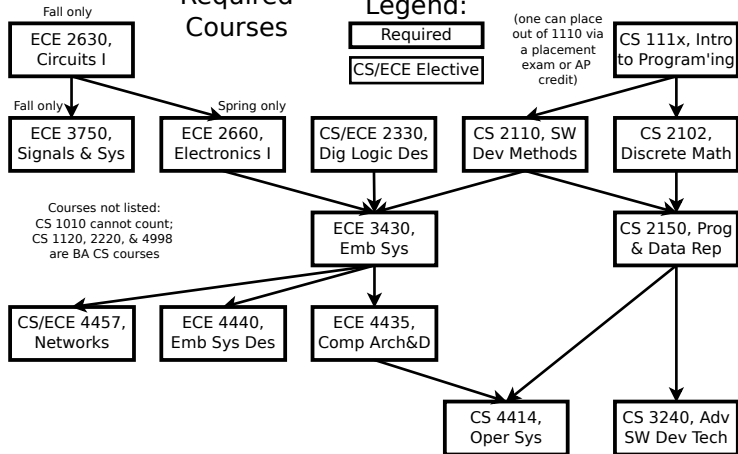 Required
Courses
Legend:
Required
CS/ECE Elective
(one can place
out of 1110 via
a placement
exam or AP
credit)
Fall only
ECE 2630,
Circuits I
CS 111x, Intro
to Program'ing
Fall only
ECE 3750,
Signals & Sys
Spring only
ECE 2660,
Electronics I
CS/ECE 2330,
Dig Logic Des
CS 2110, SW
Dev Methods
CS 2102,
Discrete Math
Courses not listed:
CS 1010 cannot count;
CS 1120, 2220, & 4998
are BA CS courses
ECE 3430,
Emb Sys
CS 2150, Prog
& Data Rep
CS/ECE 4457,
Networks
ECE 4440,
Emb Sys Des
ECE 4435,
Comp Arch&D
CS 4414,
Oper Sys
CS 3240, Adv
SW Dev Tech